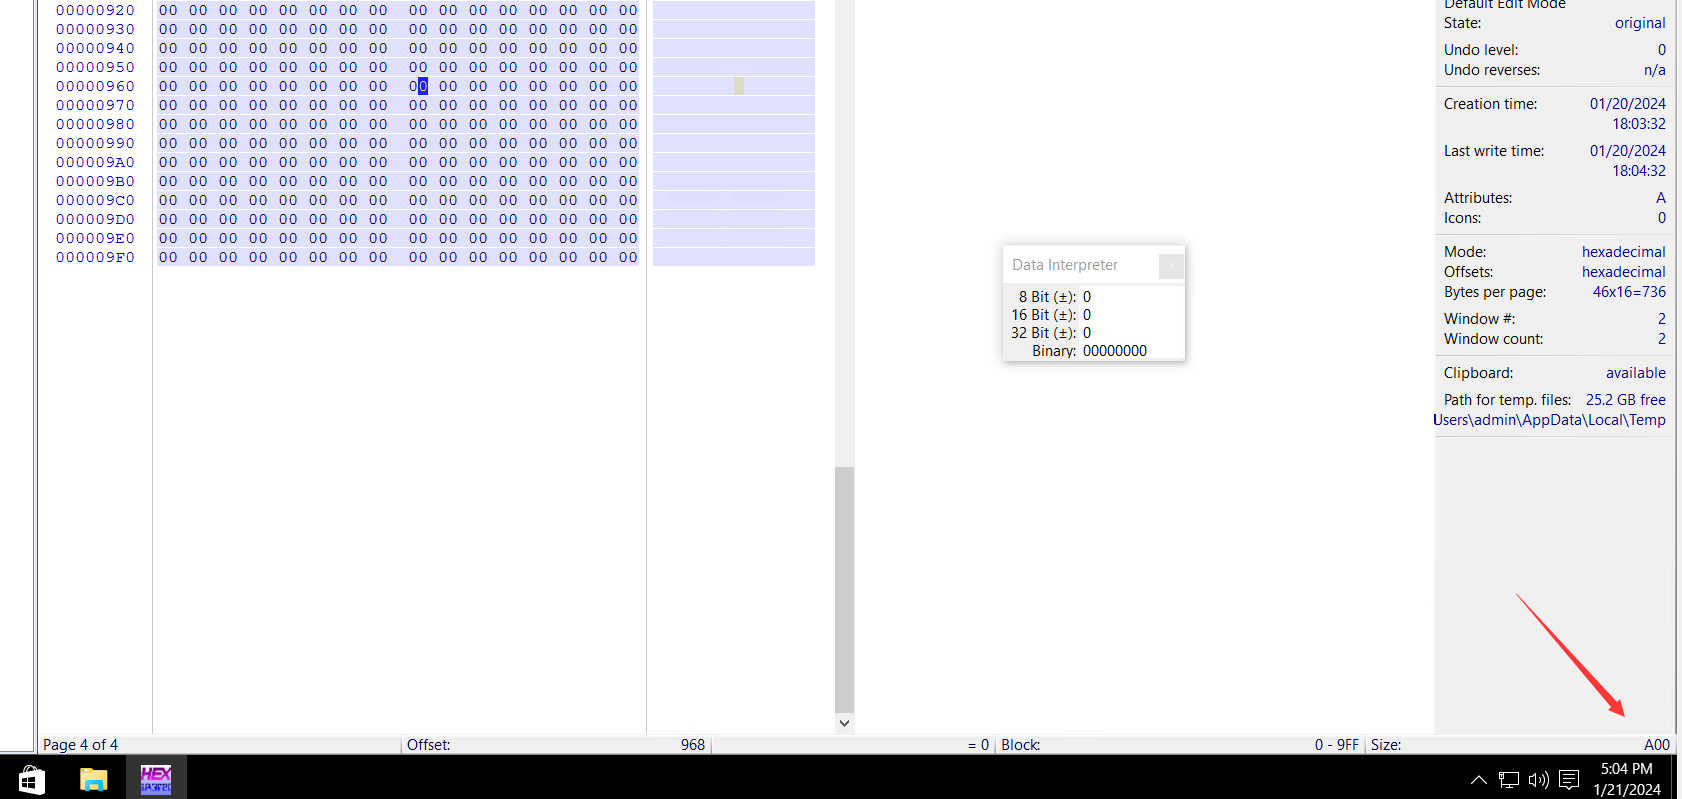 00000920 00 00 00 00 00 00 00 00 00 00 00 00 00 00 00 00
00000930 00 00 00 00 00 00 00 00 00 00 00 00 00 00 00 00
00000940 00 00 00 00 00 00 00 00 00 00 00 00 00 00 00 00
00000950 00 00 00 00 00 00 00 00 00 00 00 00 00 00 00 00
00000960 00 00 00 00 00 00 00 00 00 00 00 00 00 00 00 00
00000970 00 00 00 00 00 00 00 00 00 00 00 00 00 00 00 00
00000980 00 00 00 00 00 00 00 00 00 00 00 00 00 00 00 00
00000990 00 00 00 00 00 00 00 00 00 00 00 00 00 00 00 00
000009A0 00 00 00 00 00 00 00 00 00 00 00 00 00 00 00 00
000009B0 00 00 00 00 00 00 00 00 00 00 00 00 00 00 00 00
000009C0 00 00 00 00 00 00 00 00 00 00 00 00 00 00 00 00
000009D0 00 00 00 00 00 00 00 00 00 00 00 00 00 00 00 00
000009E0 00 00 00 00 00 00 00 00 00 00 00 00 00 00 00 00
000009F0 00 00 00 00 00 00 00 00 00 00 00 00 00 00 00 00
Data Interpreter
8 Bit (±): 0
16 Bit (±): 0
32 Bit (±): 0
Binary: 00000000
Default Edit Mode
State: original
Undo level: 0
Undo reverses: n/a
Creation time: 01/20/2024
18:03:32
Last write time: 01/20/2024
18:04:32
Attributes: A
Icons: 0
Mode: hexadecimal
Offsets: hexadecimal
Bytes per page: 46x16=736
Window #: 2
Window count: 2
Clipboard: available
Path for temp. files: 25.2 GB free
Users\admin\AppData\Local\Temp
Page 4 of 4 Offset: 968 = 0 Block: 0 - 9FF Size: A00
HEX
5:04 PM
1/21/2024